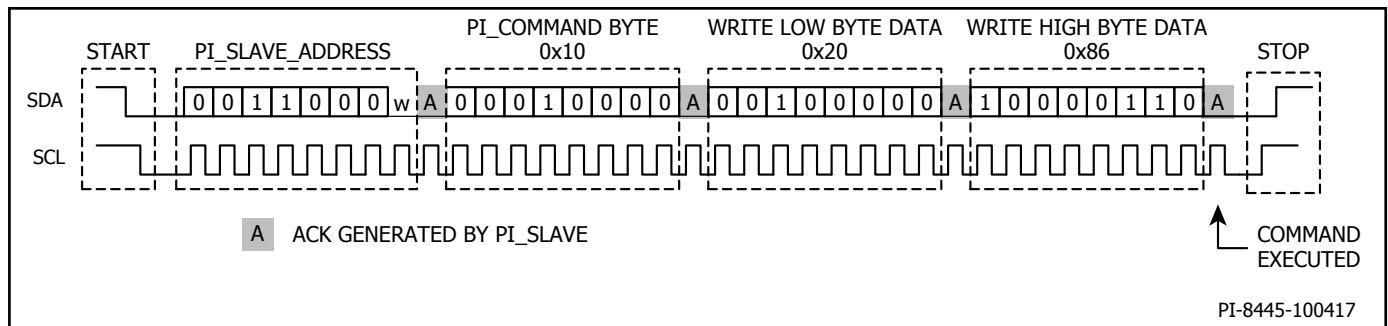 PI_COMMAND BYTE WRITE LOW BYTE DATA WRITE HIGH BYTE DATA
START PI_SLAVE_ADDRESS 0x10 0x20 0x86 STOP
SDA 0 0 1 1 0 0 0 w A 0 0 0 1 0 0 0 0 A 0 0 1 0 0 0 0 0 A 1 0 0 0 0 1 1 0 A
SCL
A ACK GENERATED BY PI_SLAVE COMMAND
EXECUTED
PI-8445-100417